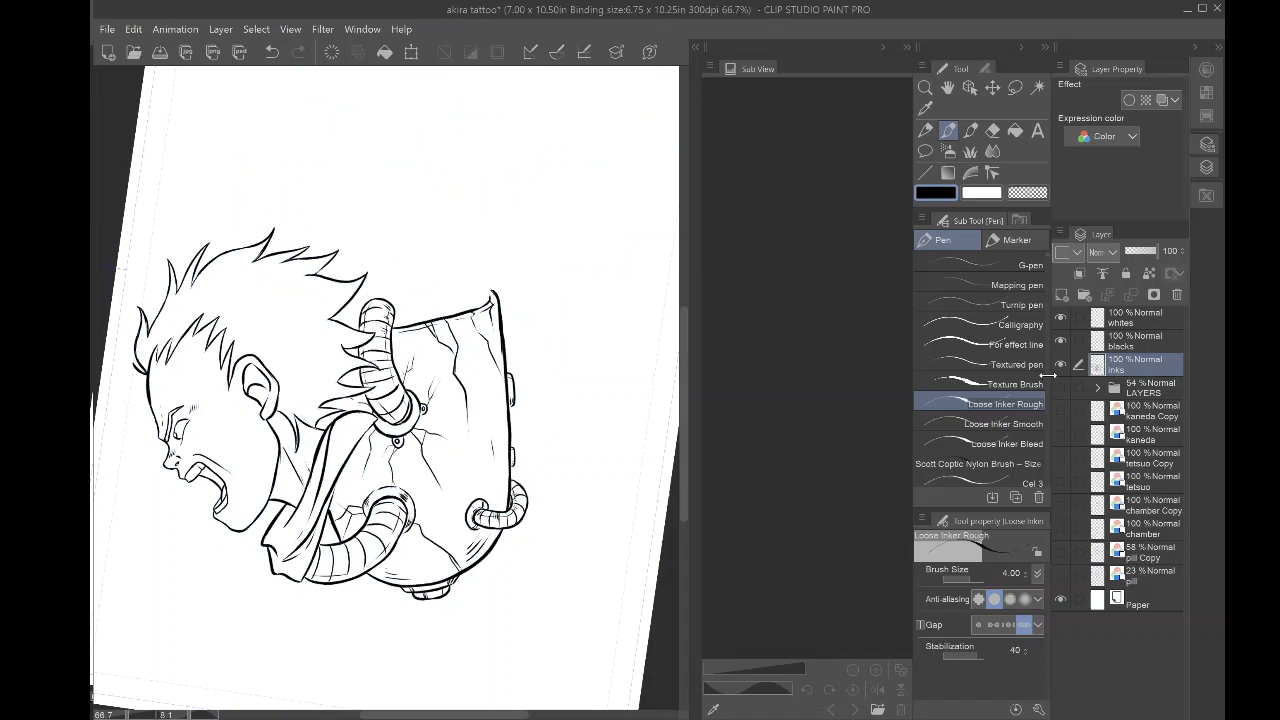 akira tattoo* (7.00 x 10.50in Binding size:6.75 x 10.25in 300dpi 66.7%) - CLIP STUDIO PAINT PRO
File Edit Animation Layer Select View Filter Window Help
Sub View
Tool
Layer Property
Effect
Expression color
Color
Sub Tool [Pen]
Pen
Marker
G-pen
Mapping pen
Turnip pen
Calligraphy
For effect line
Textured pen
Texture Brush
Loose Inker Rough
Loose Inker Smooth
Loose Inker Bleed
Scott Coptic Nylon Brush – Size
Cel 3
Tool property [Loose Inker
Loose Inker Rough
Brush Size 4.00
Anti-aliasing
Gap
Stabilization 40
Layer
Norm 100
100 %Normal
whites
100 %Normal
blacks
100 %Normal
inks
54 %Normal
LAYERS
100 %Normal
kaneda Copy
100 %Normal
kaneda
100 %Normal
tetsuo Copy
100 %Normal
tetsuo
100 %Normal
chamber Copy
100 %Normal
chamber
58 %Normal
pill Copy
23 %Normal
pill
Paper
66.7 8.1